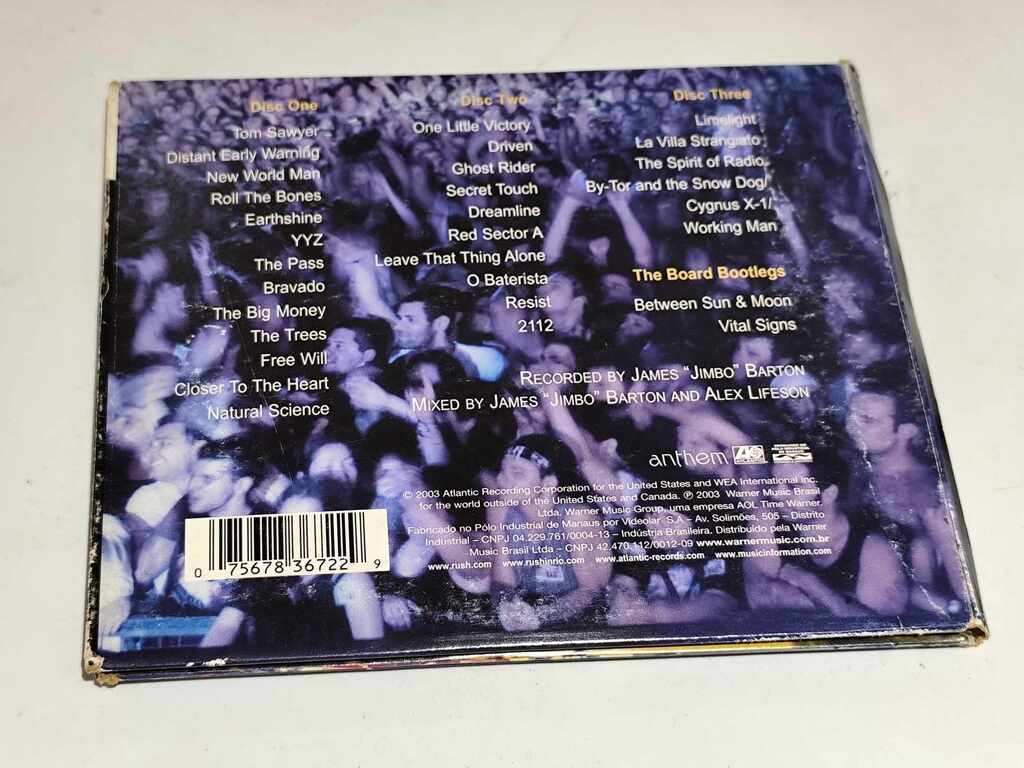 Disc One
Tom Sawyer
Distant Early Warning
New World Man
Roll The Bones
Earthshine
YYZ
The Pass
Bravado
The Big Money
The Trees
Free Will
Closer To The Heart
Natural Science
Disc Two
One Little Victory
Driven
Ghost Rider
Secret Touch
Dreamline
Red Sector A
Leave That Thing Alone
O Baterista
Resist
2112
Disc Three
Limelight
La Villa Strangiato
The Spirit of Radio
By-Tor and the Snow Dog/
Cygnus X-1/
Working Man
The Board Bootlegs
Between Sun & Moon
Vital Signs
Recorded by James "Jimbo" Barton
Mixed by James "Jimbo" Barton and Alex Lifeson
anthem
© 2003 Atlantic Recording Corporation for the United States and WEA International Inc.
for the world outside of the United States and Canada. ℗ 2003 Warner Music Brasil
Ltda. Warner Music Group, uma empresa AOL Time Warner.
Fabricado no Pólo Industrial de Manaus por Videolar S.A – Av. Solimões, 505 – Distrito
Industrial – CNPJ 04.229.761/0004-13 – Indústria Brasileira. Distribuido pela Warner
Music Brasil Ltda – CNPJ 42.470.112/0012-09 www.warnermusic.com.br
www.rush.com www.rushinrio.com www.atlantic-records.com www.musicinformation.com
0 75678 36722 9